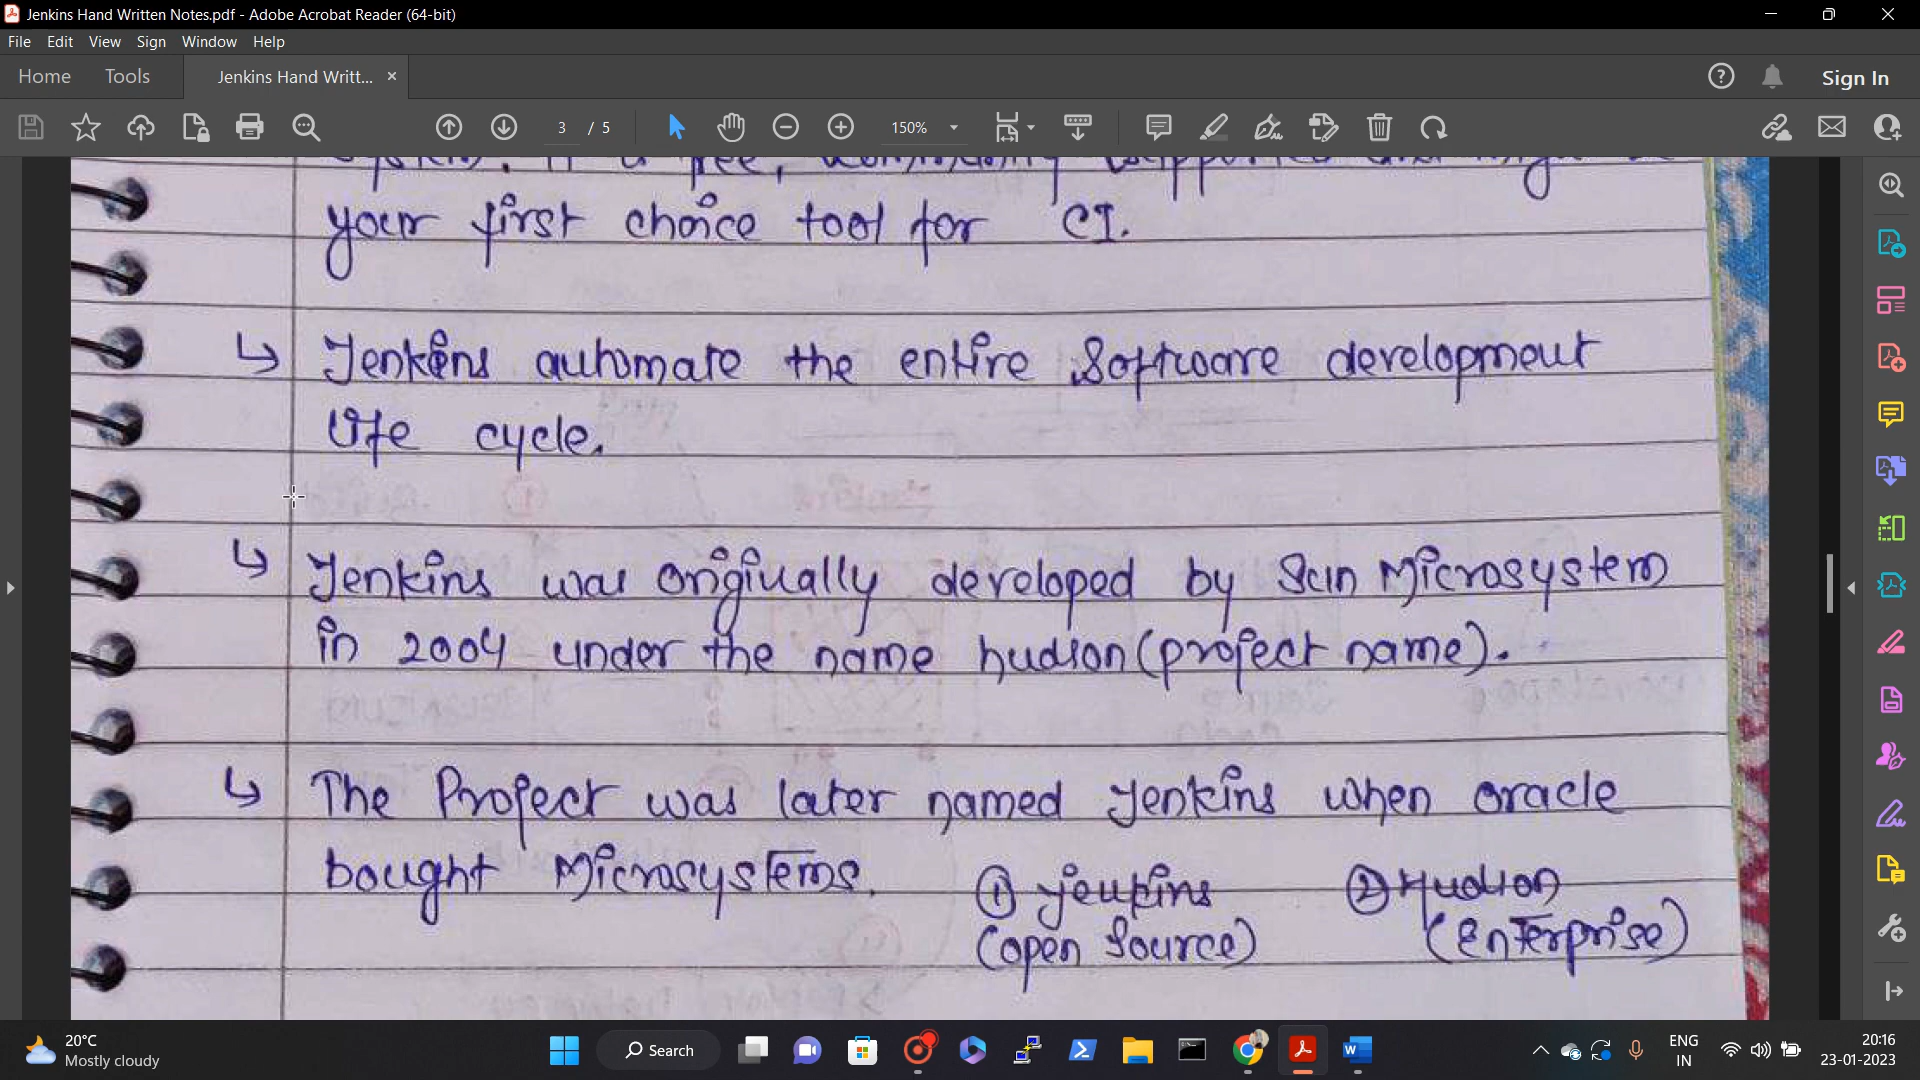 Jenkins Hand Written Notes.pdf - Adobe Acrobat Reader (64-bit)
File Edit View Sign Window Help
Home Tools Jenkins Hand Writt... × Sign In
3 / 5 150%
your first choice tool for CI.
↳ Jenkins automate the entire Software development
life cycle.
↳ Jenkins was originally developed by Sun Microsystem
in 2004 under the name hudson (project name).
↳ The Project was later named Jenkins when oracle
bought Microsystems.
① jenkins ② Hudson
(open Source) (Enterprise)
20°C
Mostly cloudy
Search
ENG
IN
20:16
23-01-2023